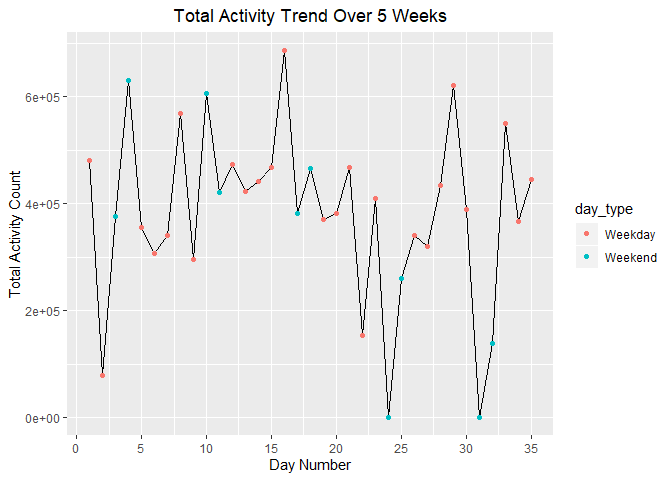 Total Activity Trend Over 5 Weeks
Total Activity Count
6e+05
4e+05
2e+05
0e+00
0 5 10 15 20 25 30 35
Day Number
day_type
Weekday
Weekend